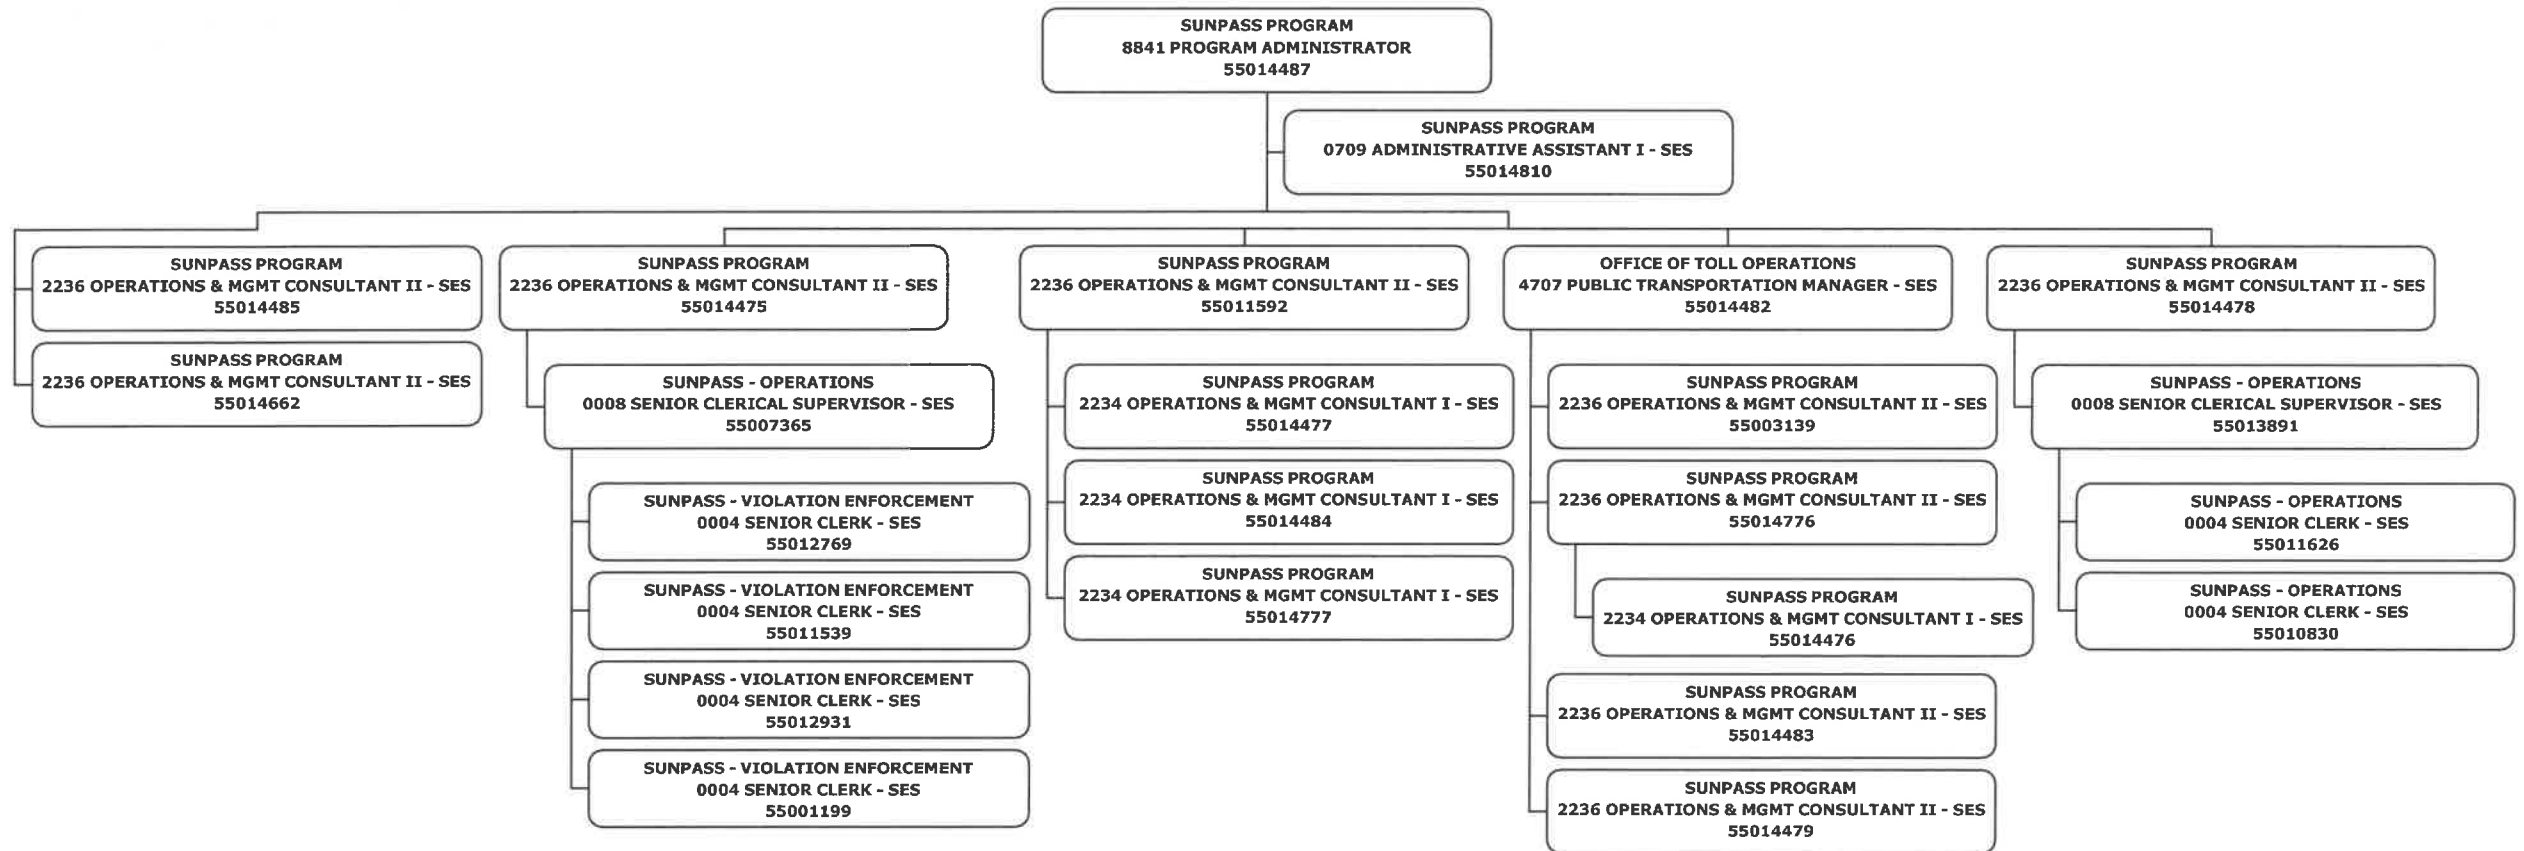 SUNPASS PROGRAM
8841 PROGRAM ADMINISTRATOR
55014487
SUNPASS PROGRAM
0709 ADMINISTRATIVE ASSISTANT I - SES
55014810
SUNPASS PROGRAM
2236 OPERATIONS & MGMT CONSULTANT II - SES
55014485
SUNPASS PROGRAM
2236 OPERATIONS & MGMT CONSULTANT II - SES
55014662
SUNPASS PROGRAM
2236 OPERATIONS & MGMT CONSULTANT II - SES
55014475
SUNPASS - OPERATIONS
0008 SENIOR CLERICAL SUPERVISOR - SES
55007365
SUNPASS - VIOLATION ENFORCEMENT
0004 SENIOR CLERK - SES
55012769
SUNPASS - VIOLATION ENFORCEMENT
0004 SENIOR CLERK - SES
55011539
SUNPASS - VIOLATION ENFORCEMENT
0004 SENIOR CLERK - SES
55012931
SUNPASS - VIOLATION ENFORCEMENT
0004 SENIOR CLERK - SES
55001199
SUNPASS PROGRAM
2236 OPERATIONS & MGMT CONSULTANT II - SES
55011592
SUNPASS PROGRAM
2234 OPERATIONS & MGMT CONSULTANT I - SES
55014477
SUNPASS PROGRAM
2234 OPERATIONS & MGMT CONSULTANT I - SES
55014484
SUNPASS PROGRAM
2234 OPERATIONS & MGMT CONSULTANT I - SES
55014777
OFFICE OF TOLL OPERATIONS
4707 PUBLIC TRANSPORTATION MANAGER - SES
55014482
SUNPASS PROGRAM
2236 OPERATIONS & MGMT CONSULTANT II - SES
55003139
SUNPASS PROGRAM
2236 OPERATIONS & MGMT CONSULTANT II - SES
55014776
SUNPASS PROGRAM
2234 OPERATIONS & MGMT CONSULTANT I - SES
55014476
SUNPASS PROGRAM
2236 OPERATIONS & MGMT CONSULTANT II - SES
55014483
SUNPASS PROGRAM
2236 OPERATIONS & MGMT CONSULTANT II - SES
55014479
SUNPASS PROGRAM
2236 OPERATIONS & MGMT CONSULTANT II - SES
55014478
SUNPASS - OPERATIONS
0008 SENIOR CLERICAL SUPERVISOR - SES
55013891
SUNPASS - OPERATIONS
0004 SENIOR CLERK - SES
55011626
SUNPASS - OPERATIONS
0004 SENIOR CLERK - SES
55010830